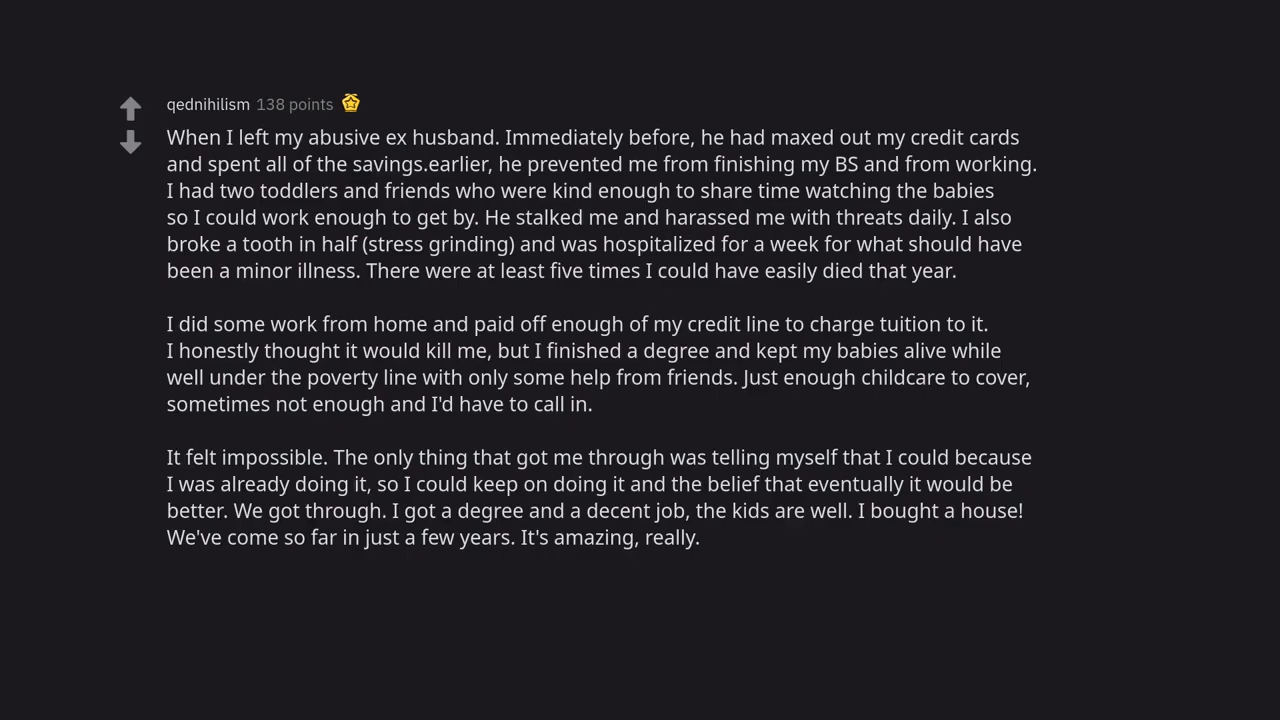 qednihilism 138 points
When I left my abusive ex husband. Immediately before, he had maxed out my credit cards
and spent all of the savings.earlier, he prevented me from finishing my BS and from working.
I had two toddlers and friends who were kind enough to share time watching the babies
so I could work enough to get by. He stalked me and harassed me with threats daily. I also
broke a tooth in half (stress grinding) and was hospitalized for a week for what should have
been a minor illness. There were at least five times I could have easily died that year.
I did some work from home and paid off enough of my credit line to charge tuition to it.
I honestly thought it would kill me, but I finished a degree and kept my babies alive while
well under the poverty line with only some help from friends. Just enough childcare to cover,
sometimes not enough and I'd have to call in.
It felt impossible. The only thing that got me through was telling myself that I could because
I was already doing it, so I could keep on doing it and the belief that eventually it would be
better. We got through. I got a degree and a decent job, the kids are well. I bought a house!
We've come so far in just a few years. It's amazing, really.